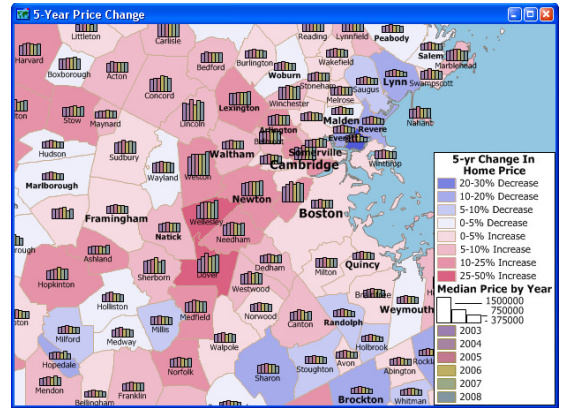 5-Year Price Change
Littleton
Carlisle
Reading
Lynnfield
Peabody
Harvard
Boxborough
Acton
Bedford
Burlington
Wakefield
Salem
Marblehead
Woburn
Stoneham
Lynn
Swampscott
Concord
Saugus
Melrose
Winchester
Stow
Maynard
Lincoln
Lexington
Malden
Nahant
Arlington
Revere
Hudson
Sudbury
Waltham
Somerville
Winthrop
Cambridge
Marlborough
Wayland
Weston
Newton
Framingham
Boston
Wellesley
Natick
Needham
Ashland
Hopkinton
Sherborn
Dover
Dedham
Westwood
Milton
Quincy
Holliston
Braintree
Weymouth
Medfield
Norwood
Canton
Randolph
Milford
Medway
Millis
Walpole
Holbrook
Hopedale
Norfolk
Sharon
Stoughton
Avon
Abington
Mendon
Franklin
Bellingham
Brockton
Whitman
5-yr Change In
Home Price
20-30% Decrease
10-20% Decrease
5-10% Decrease
0-5% Decrease
0-5% Increase
5-10% Increase
10-25% Increase
25-50% Increase
Median Price by Year
1500000
750000
375000
2003
2004
2005
2006
2007
2008